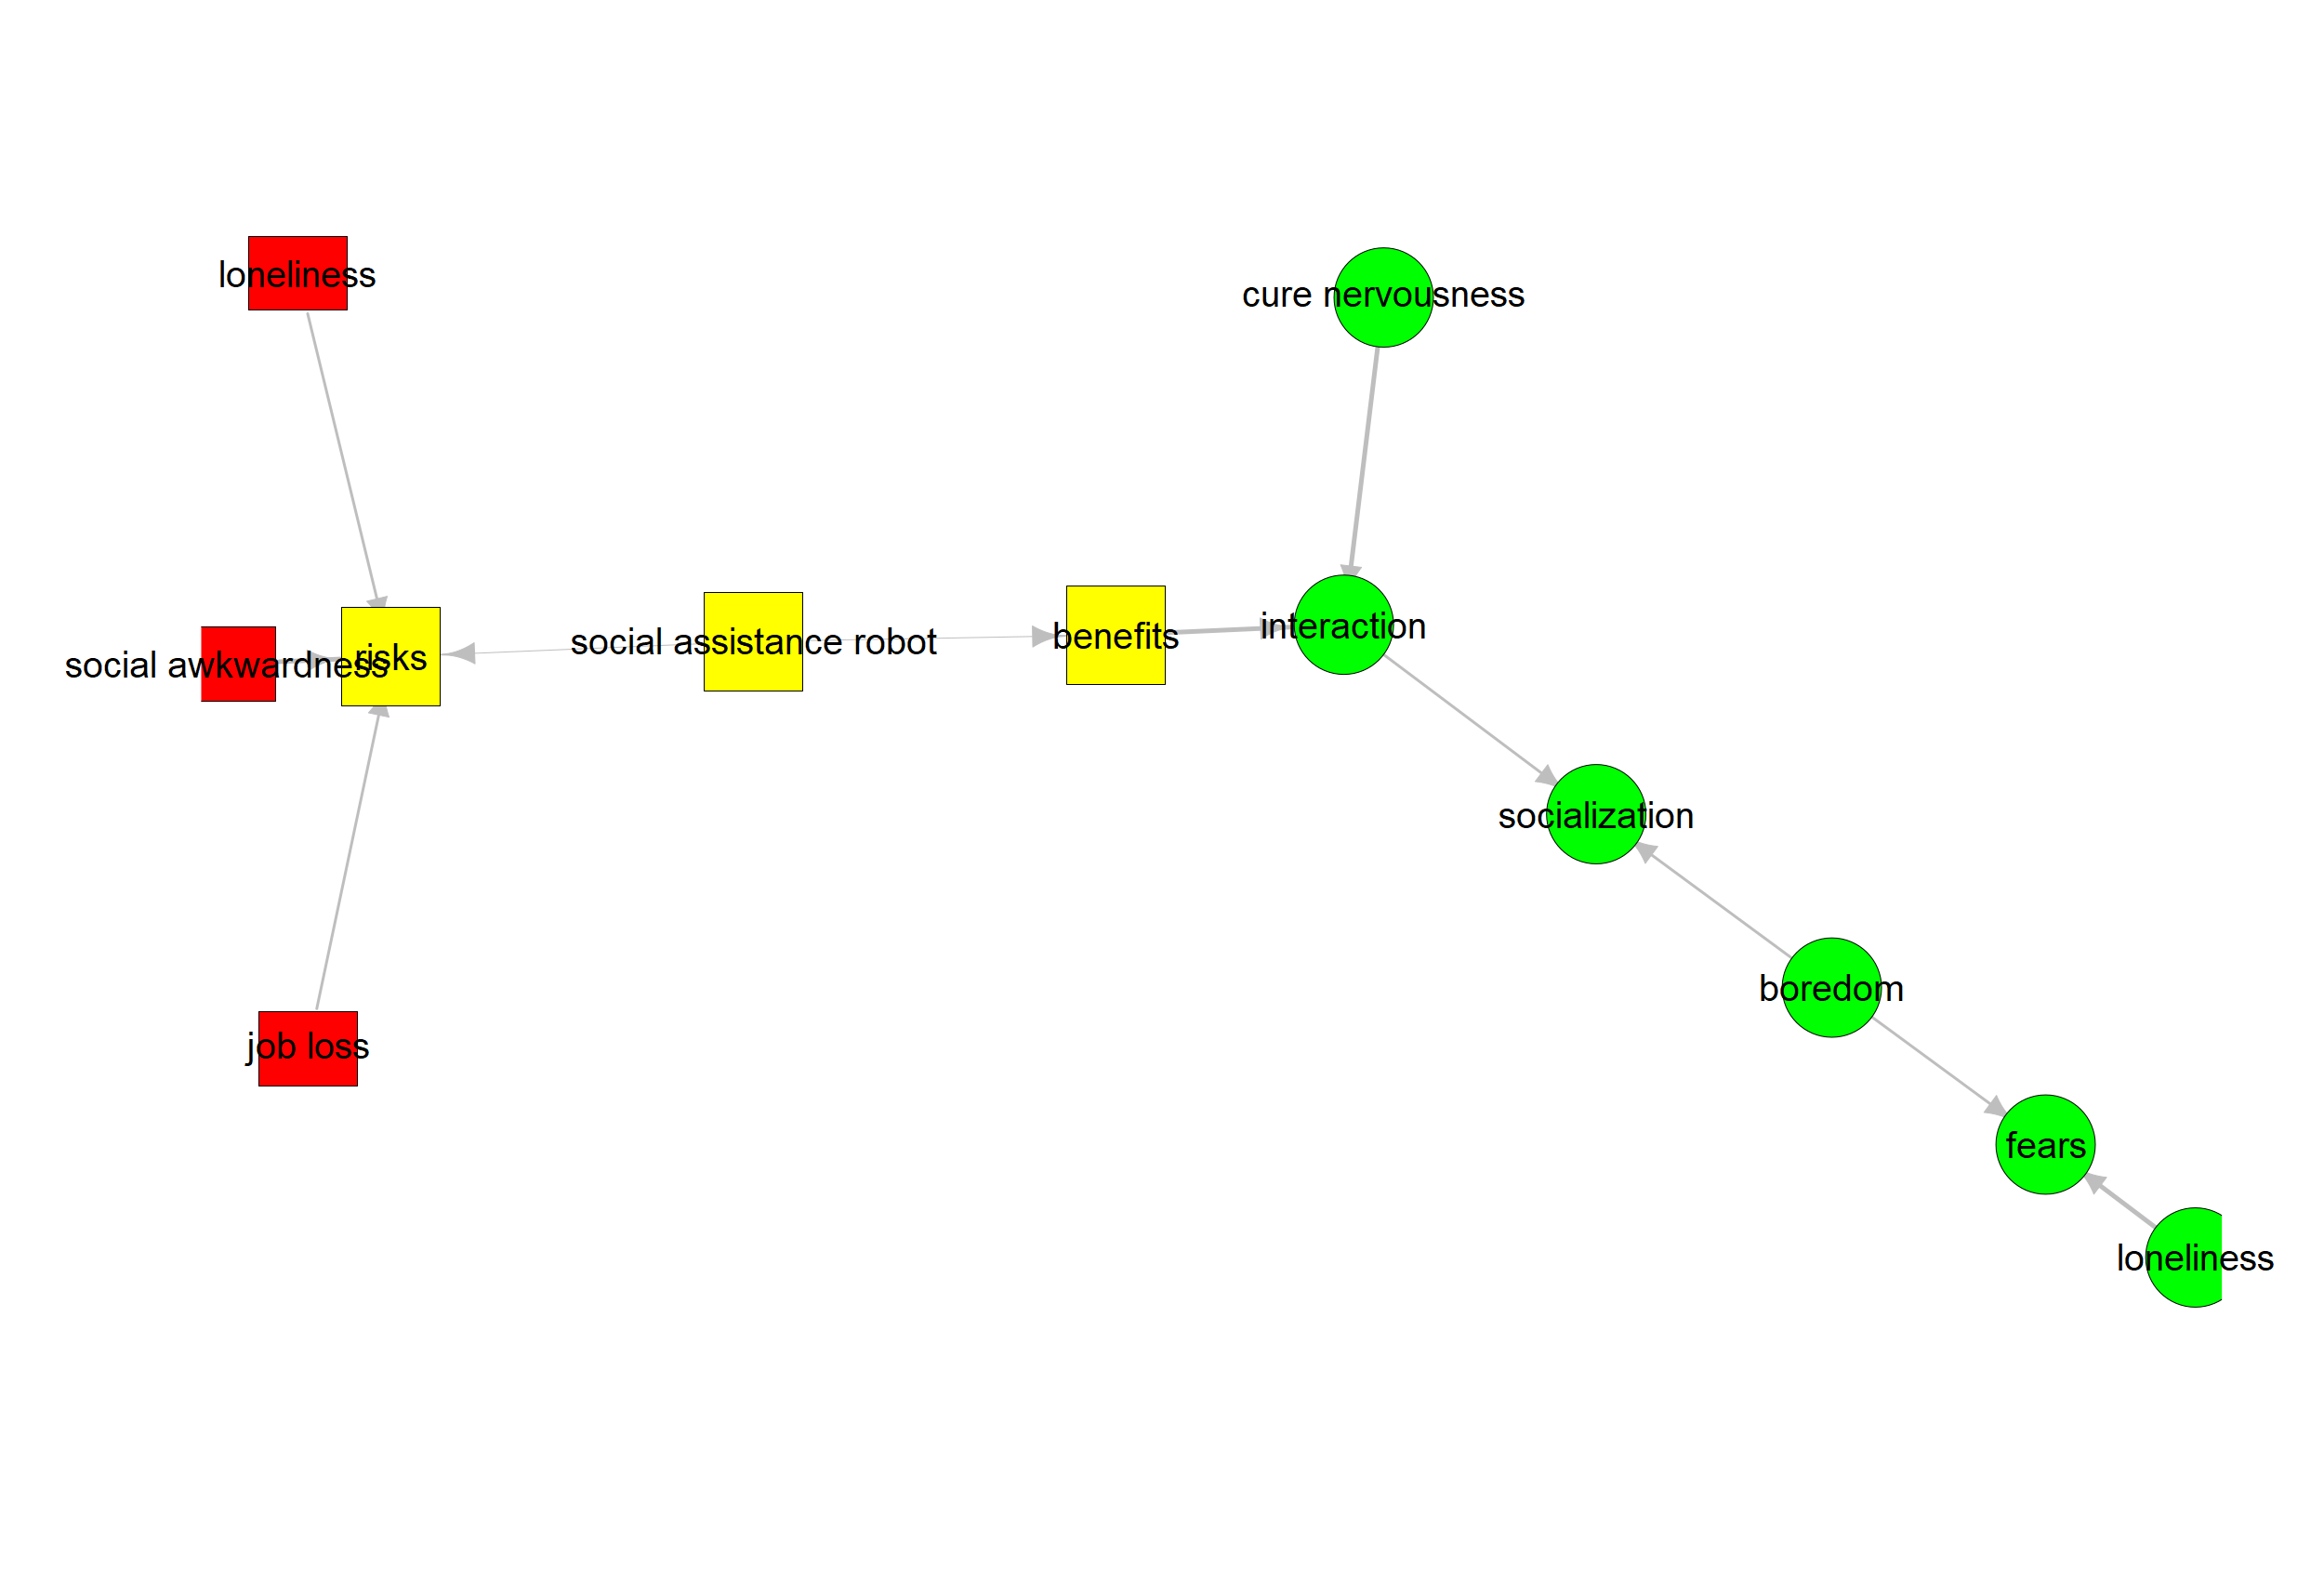 loneliness
cure nervousness
social awkwardness
risks
social assistance robot
benefits
interaction
socialization
boredom
job loss
fears
loneliness